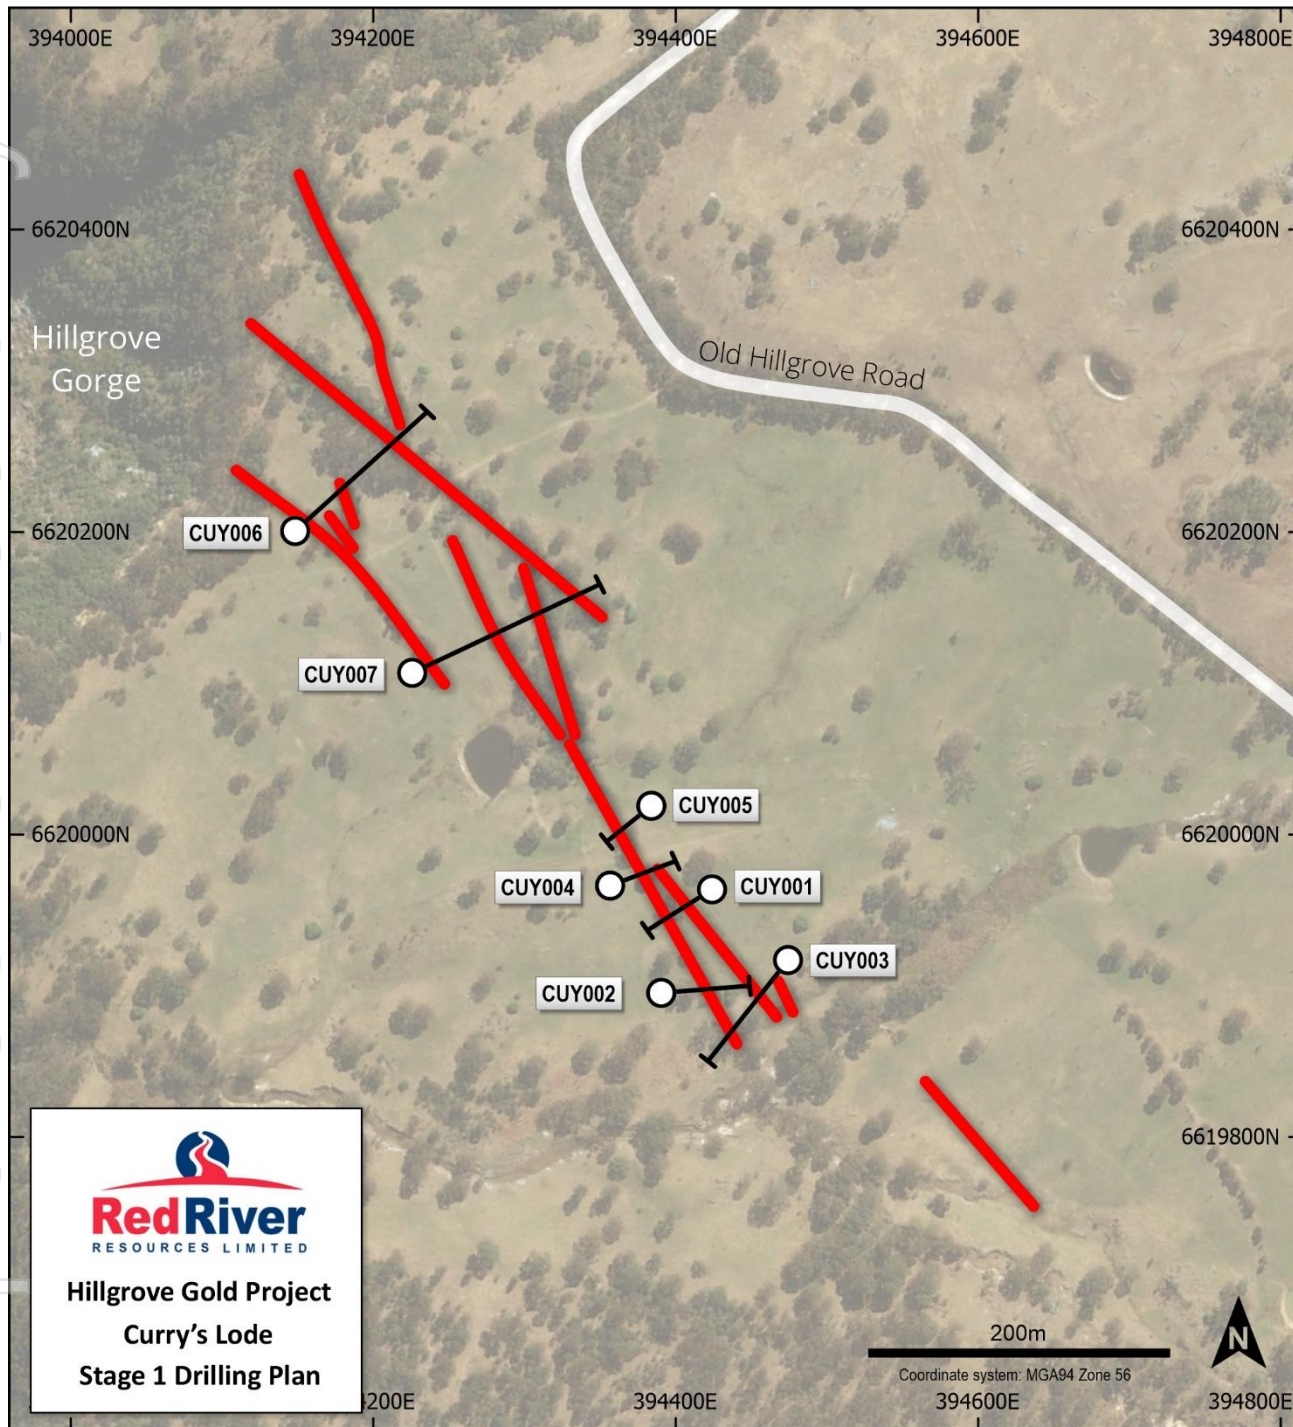 394000E 394200E 394400E 394600E 394800E
6620400N 6620400N
Hillgrove
Gorge
Old Hillgrove Road
CUY006
6620200N 6620200N
CUY007
CUY005
6620000N 6620000N
CUY004 CUY001
CUY003
CUY002
6619800N
RedRiver
RESOURCES LIMITED
Hillgrove Gold Project
Curry's Lode
Stage 1 Drilling Plan
200m
N
Coordinate system: MGA94 Zone 56
394400E 394600E 394800E